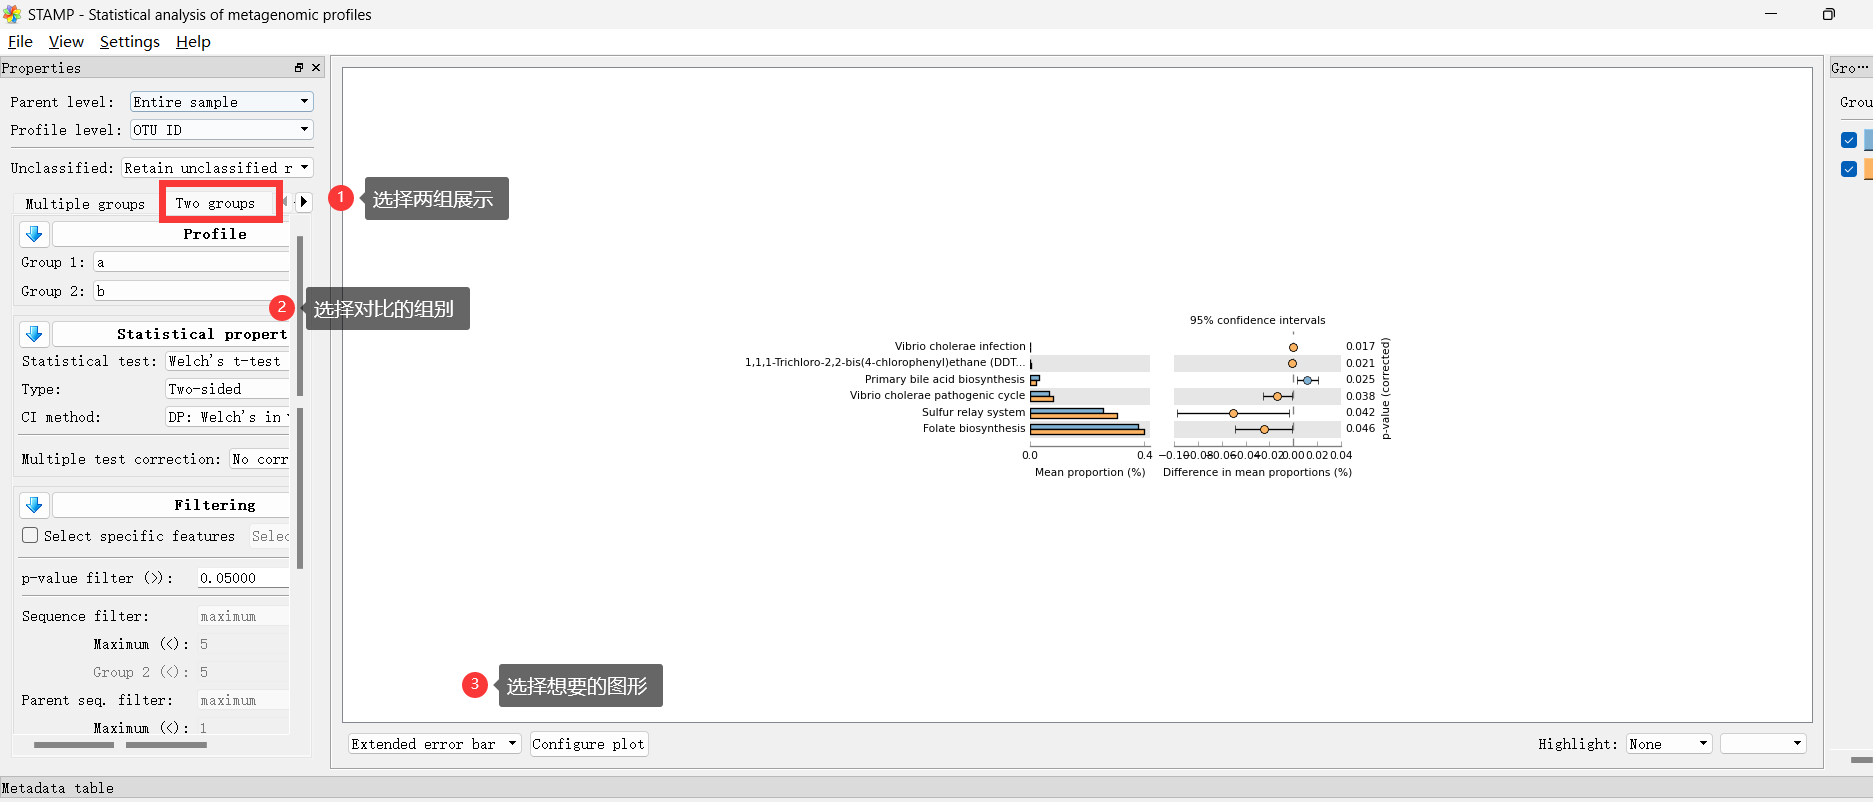 STAMP - Statistical analysis of metagenomic profiles
File View Settings Help
Properties
Parent level: Entire sample
Profile level: OTU ID
Unclassified: Retain unclassified r
Multiple groups Two groups
1 选择两组展示
Profile
Group 1: a
Group 2: b
2 选择对比的组别
Statistical propert
Statistical test: Welch's t-test
Type: Two-sided
CI method: DP: Welch's in
Multiple test correction: No corr
Filtering
Select specific features Selec
p-value filter (>): 0.05000
Sequence filter: maximum
Maximum (<): 5
Group 2 (<): 5
Parent seq. filter: maximum
Maximum (<): 1
95% confidence intervals
Vibrio cholerae infection 0.017
1,1,1-Trichloro-2,2-bis(4-chlorophenyl)ethane (DDT... 0.021
Primary bile acid biosynthesis 0.025
Vibrio cholerae pathogenic cycle 0.038
Sulfur relay system 0.042
Folate biosynthesis 0.046
p-value (corrected)
0.0 0.4 −0.10 −0.08 −0.06 −0.04 −0.02 0.00 0.02 0.04
Mean proportion (%) Difference in mean proportions (%)
3 选择想要的图形
Extended error bar Configure plot Highlight: None
Gro...
Grou
Metadata table